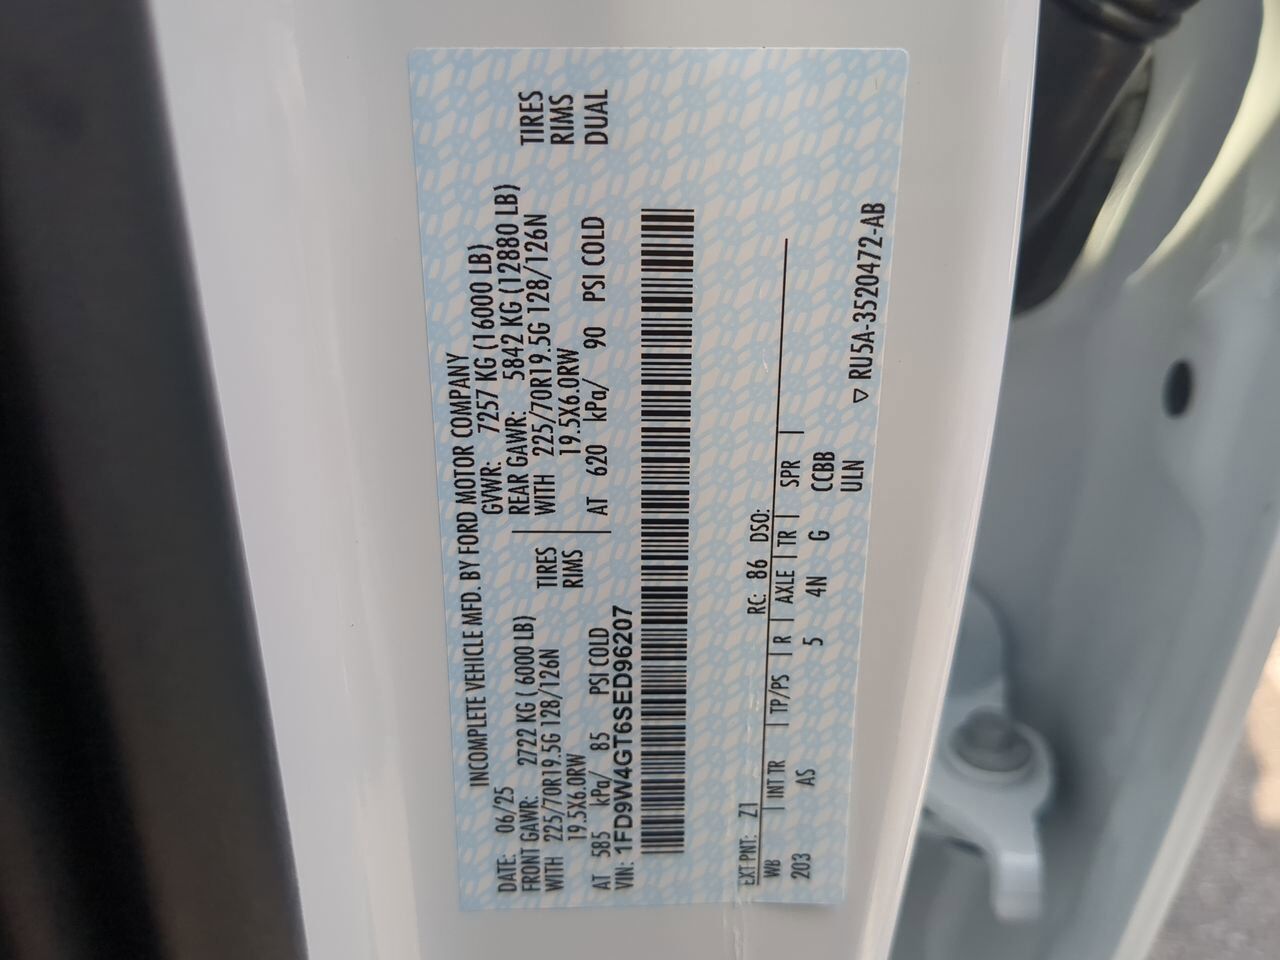 INCOMPLETE VEHICLE MFD. BY FORD MOTOR COMPANY
DATE: 06/25 GVWR: 7257 KG (16000 LB)
FRONT GAWR: 2722 KG ( 6000 LB) REAR GAWR: 5842 KG (12880 LB)
WITH 225/70R19.5G 128/126N TIRES WITH 225/70R19.5G 128/126N TIRES
19.5X6.0RW RIMS 19.5X6.0RW RIMS
AT 585 kPa/ 85 PSI COLD AT 620 kPa/ 90 PSI COLD DUAL
VIN: 1FD9W4GT6SED96207
EXT PNT: Z1 RC: 86 DSO:
WB | INT TR | TP/PS | R | AXLE | TR | SPR |
203 AS 5 4N G CCBB
ULN
▽ RU5A-3520472-AB